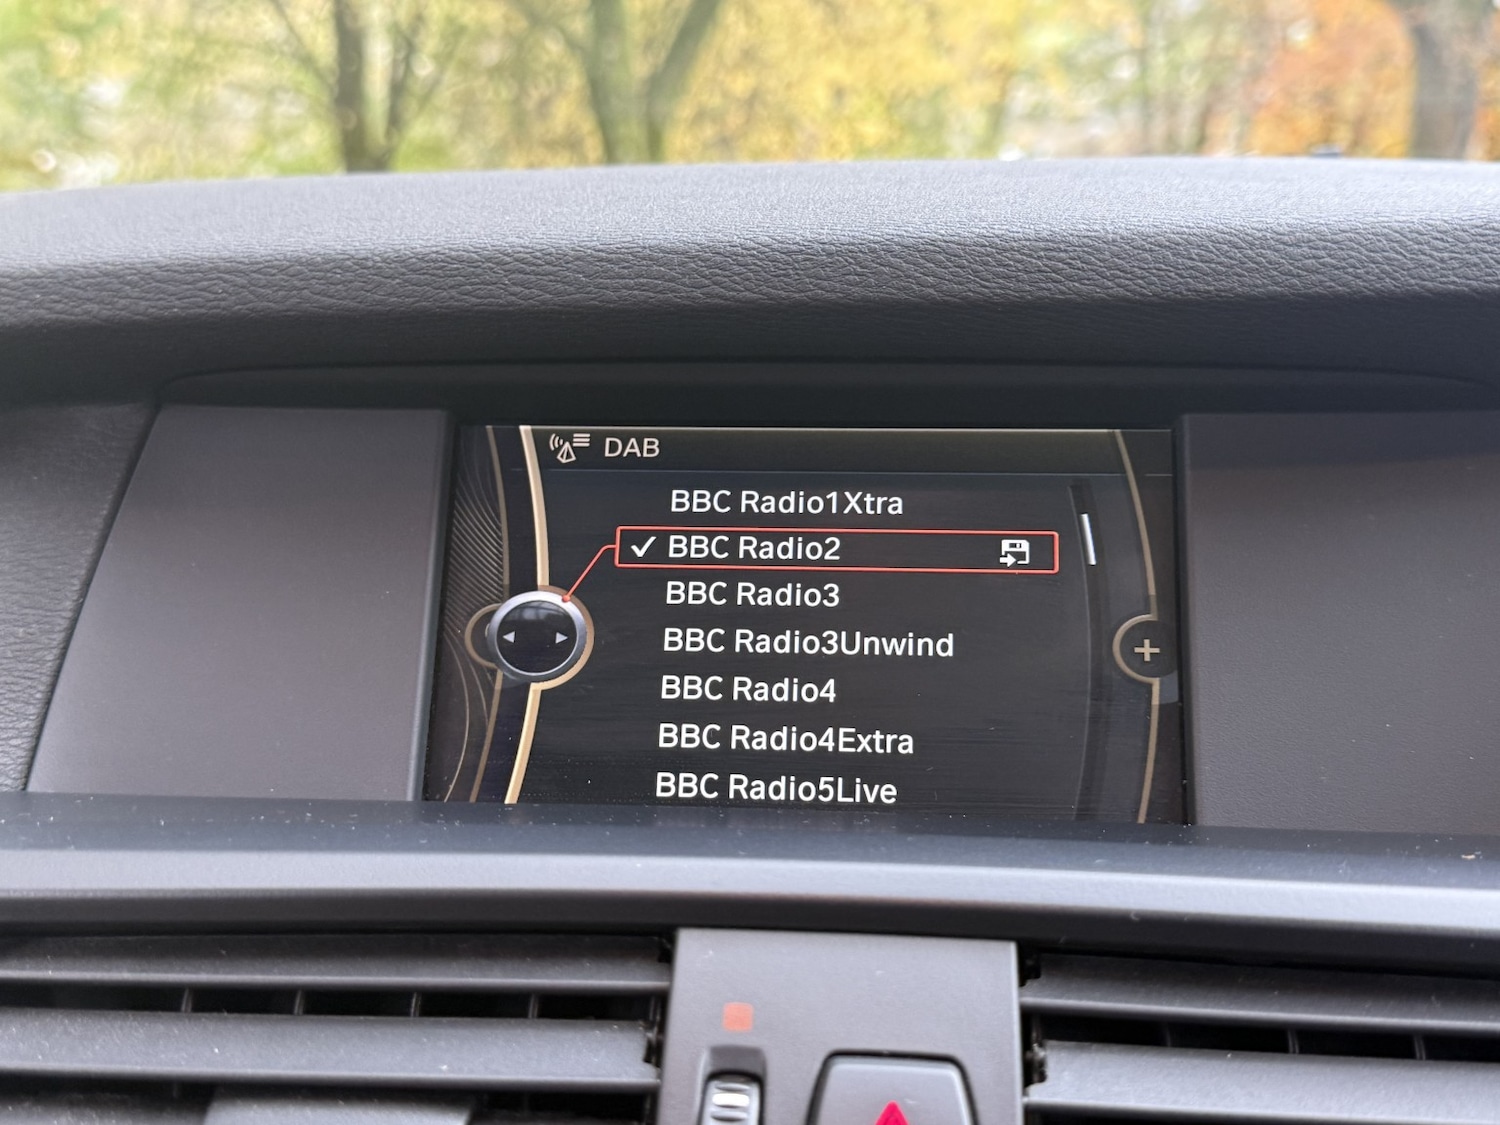 DAB
BBC Radio1Xtra
BBC Radio2
BBC Radio3
BBC Radio3Unwind
BBC Radio4
BBC Radio4Extra
BBC Radio5Live